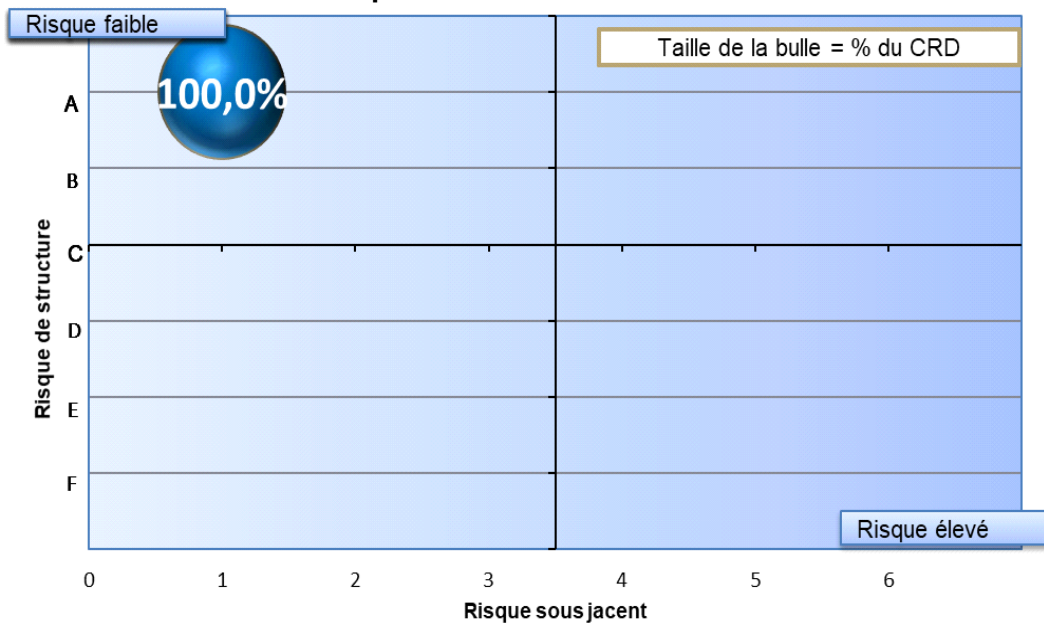 Risque faible
Taille de la bulle = % du CRD
100,0%
A
B
C
D
E
F
Risque de structure
Risque élevé
0 1 2 3 4 5 6
Risque sous jacent